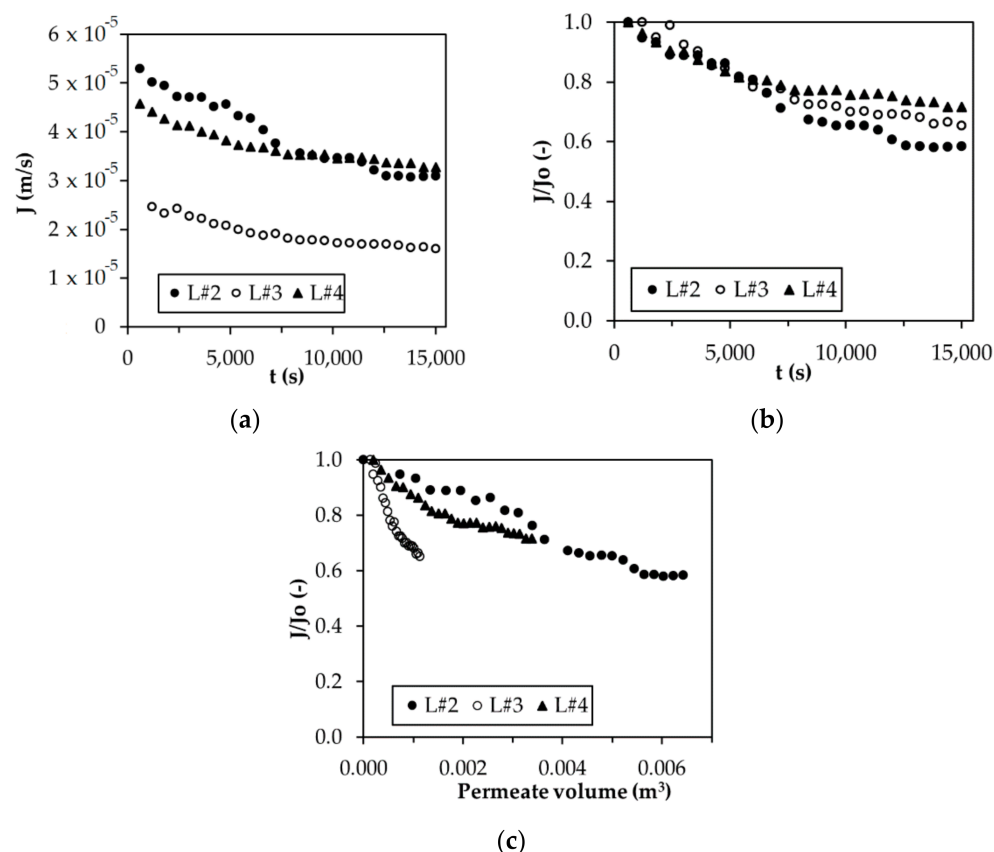 6 x 10⁻⁵
5 x 10⁻⁵
4 x 10⁻⁵
3 x 10⁻⁵
2 x 10⁻⁵
1 x 10⁻⁵
0
J (m/s)
L#2 L#3 L#4
0 5,000 10,000 15,000
t (s)
(a)
1.0
0.8
0.6
0.4
0.2
0.0
J/Jo (-)
L#2 L#3 L#4
0 5,000 10,000 15,000
t (s)
(b)
1.0
0.8
0.6
0.4
0.2
0.0
J/Jo (-)
L#2 L#3 L#4
0.000 0.002 0.004 0.006
Permeate volume (m³)
(c)